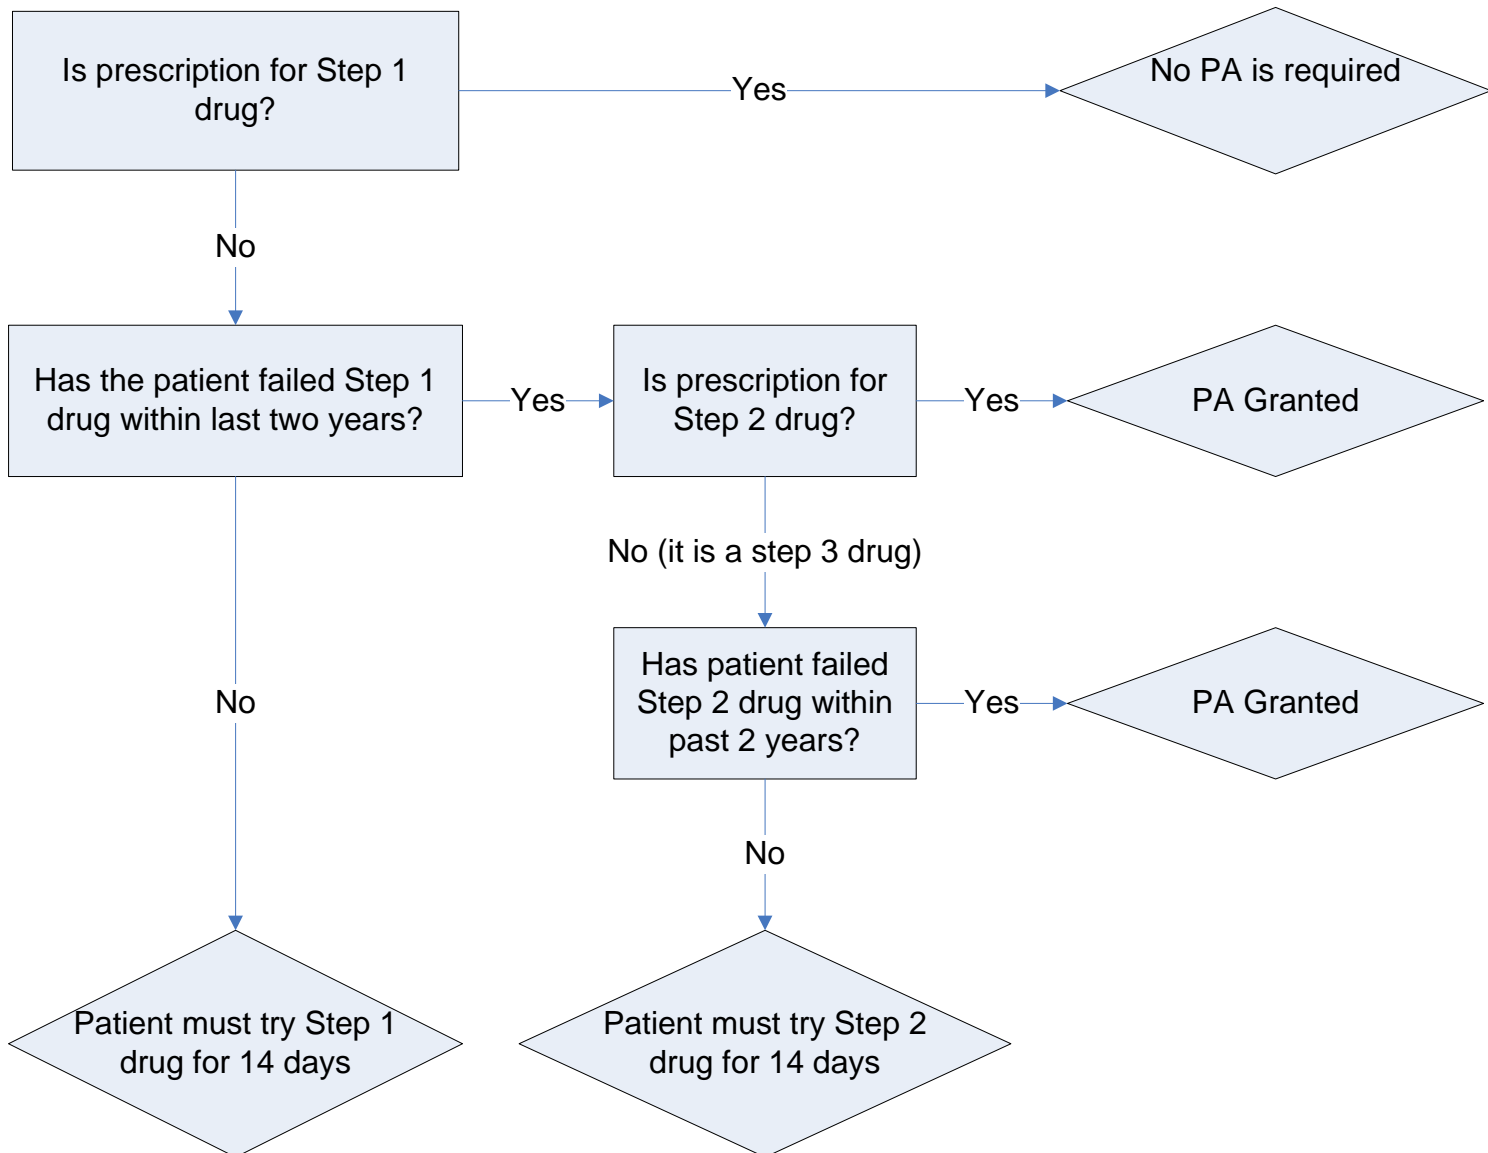 Is prescription for Step 1
drug?
Yes
No PA is required
No
Has the patient failed Step 1
drug within last two years?
Yes
Is prescription for
Step 2 drug?
Yes
PA Granted
No (it is a step 3 drug)
Has patient failed
Step 2 drug within
past 2 years?
Yes
PA Granted
No
No
Patient must try Step 1
drug for 14 days
Patient must try Step 2
drug for 14 days